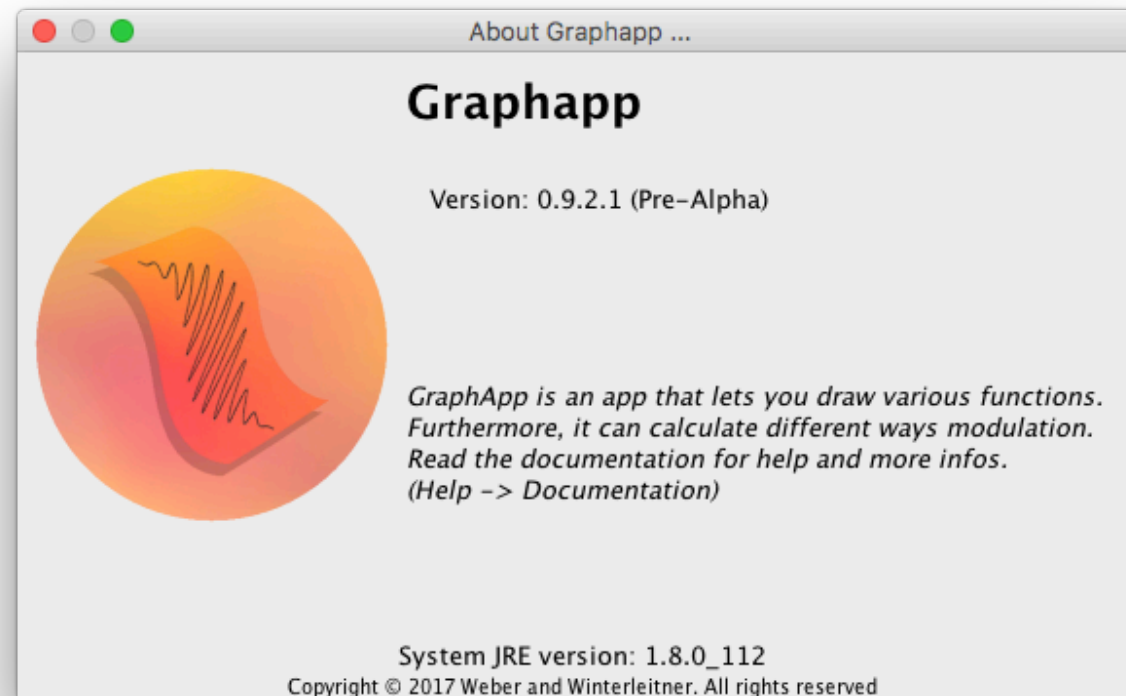 About Graphapp ...
Graphapp
Version: 0.9.2.1 (Pre-Alpha)
GraphApp is an app that lets you draw various functions.
Furthermore, it can calculate different ways modulation.
Read the documentation for help and more infos.
(Help -> Documentation)
System JRE version: 1.8.0_112
Copyright © 2017 Weber and Winterleitner. All rights reserved